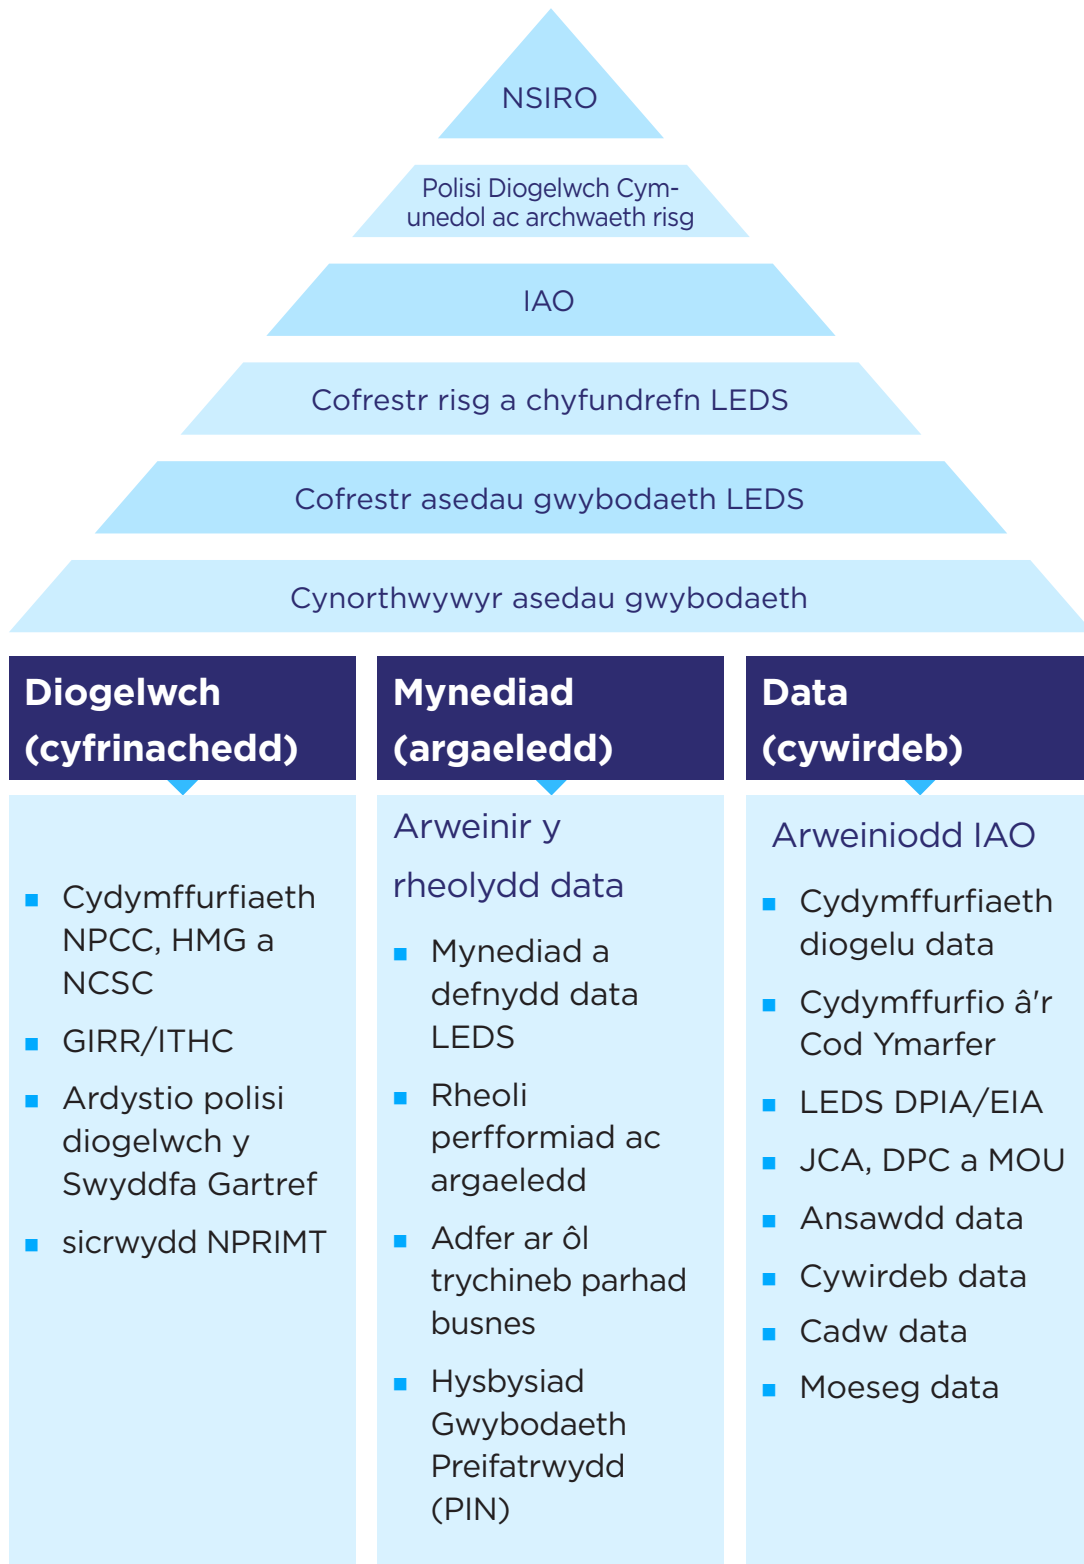 NSIRO
Polisi Diogelwch Cym-
unedol ac archwaeth risg
IAO
Cofrestr risg a chyfundrefn LEDS
Cofrestr asedau gwybodaeth LEDS
Cynorthwywyr asedau gwybodaeth
Diogelwch
(cyfrinachedd)
Cydymffurfiaeth
NPCC, HMG a
NCSC
GIRR/ITHC
Ardystio polisi
diogelwch y
Swyddfa Gartref
sicrwydd NPRIMT
Mynediad
(argaeledd)
Arweinir y
rheolydd data
Mynediad a
defnydd data
LEDS
Rheoli
perfformiad ac
argaeledd
Adfer ar ôl
trychineb parhad
busnes
Hysbysiad
Gwybodaeth
Preifatrwydd
(PIN)
Data
(cywirdeb)
Arweiniodd IAO
Cydymffurfiaeth
diogelu data
Cydymffurfio â'r
Cod Ymarfer
LEDS DPIA/EIA
JCA, DPC a MOU
Ansawdd data
Cywirdeb data
Cadw data
Moeseg data